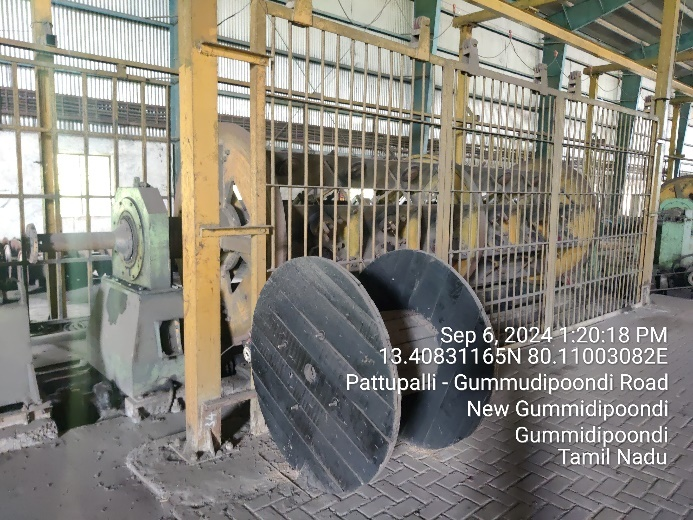 Sep 6, 2024 1:20:18 PM
13.40831165N 80.11003082E
Pattupalli - Gummudipoondi Road
New Gummidipoondi
Gummidipoondi
Tamil Nadu